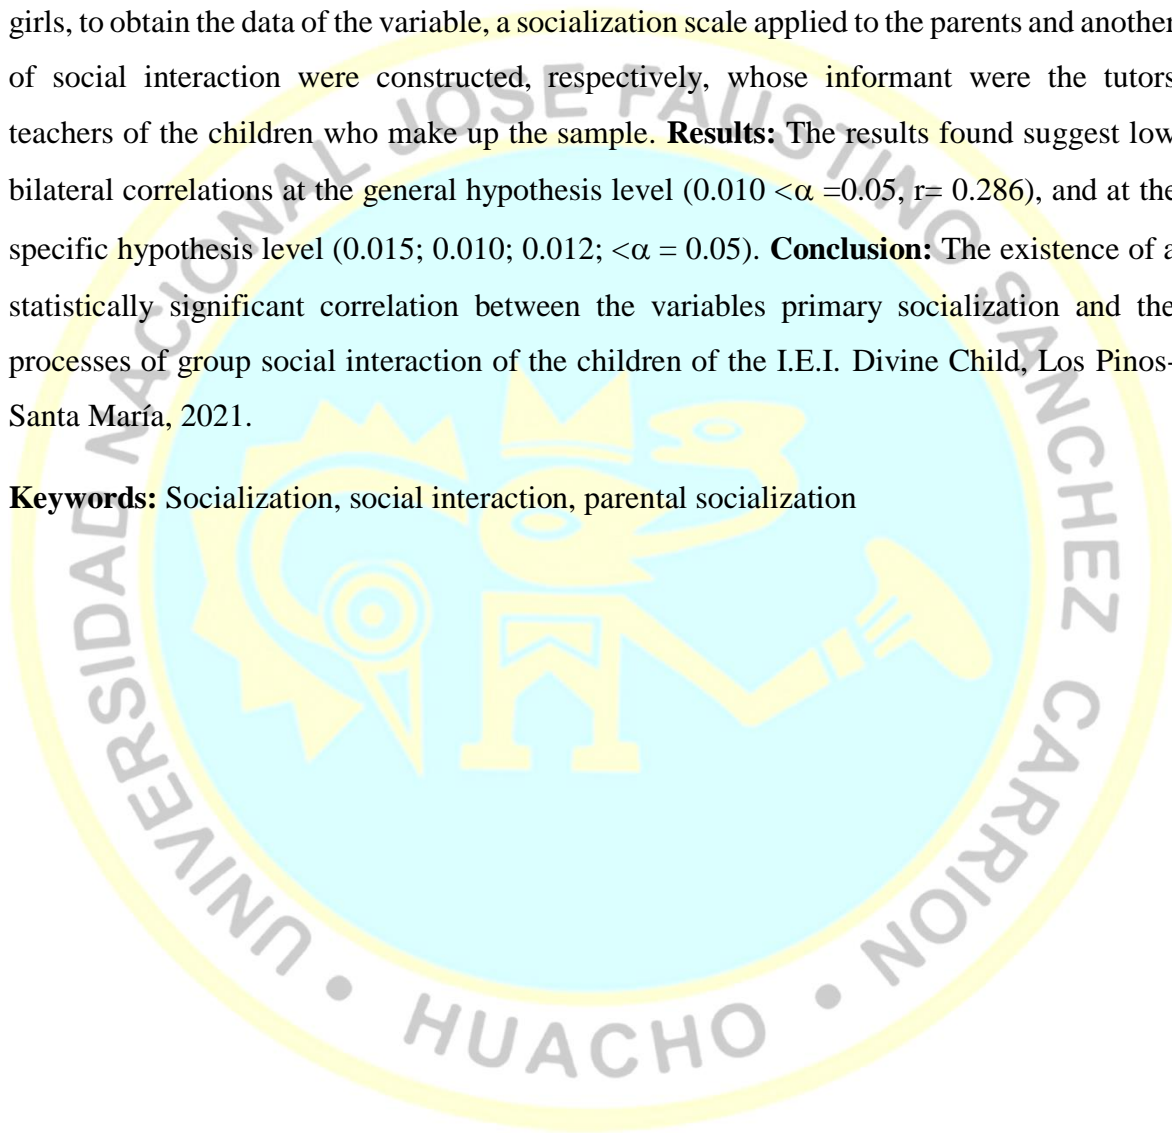 girls, to obtain the data of the variable, a socialization scale applied to the parents and another
of social interaction were constructed, respectively, whose informant were the tutors
teachers of the children who make up the sample. Results: The results found suggest low
bilateral correlations at the general hypothesis level (0.010 <α =0.05, r= 0.286), and at the
specific hypothesis level (0.015; 0.010; 0.012; <α = 0.05). Conclusion: The existence of a
statistically significant correlation between the variables primary socialization and the
processes of group social interaction of the children of the I.E.I. Divine Child, Los Pinos-
Santa María, 2021.
Keywords: Socialization, social interaction, parental socialization
UNIVERSIDAD NACIONAL JOSE FAUSTINO SANCHEZ CARRION • HUACHO •